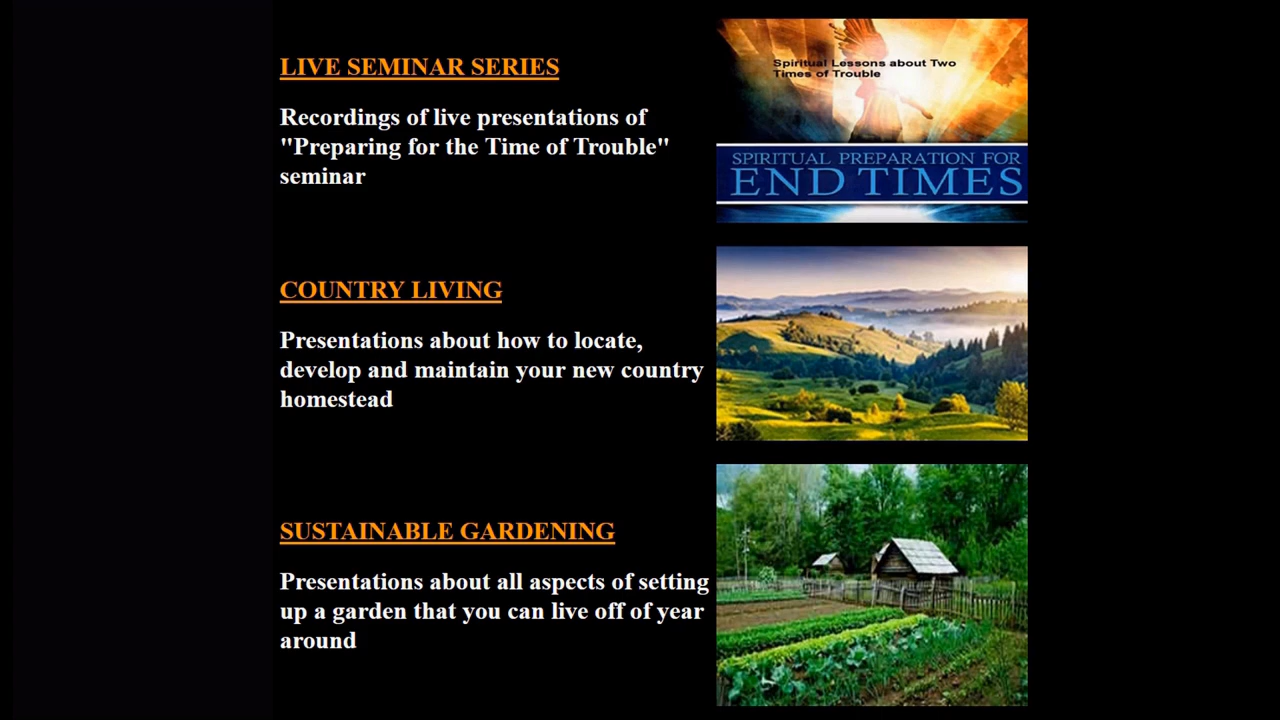 LIVE SEMINAR SERIES
Recordings of live presentations of
"Preparing for the Time of Trouble"
seminar
Spiritual Lessons about Two
Times of Trouble
SPIRITUAL PREPARATION FOR
END TIMES
COUNTRY LIVING
Presentations about how to locate,
develop and maintain your new country
homestead
SUSTAINABLE GARDENING
Presentations about all aspects of setting
up a garden that you can live off of year
around